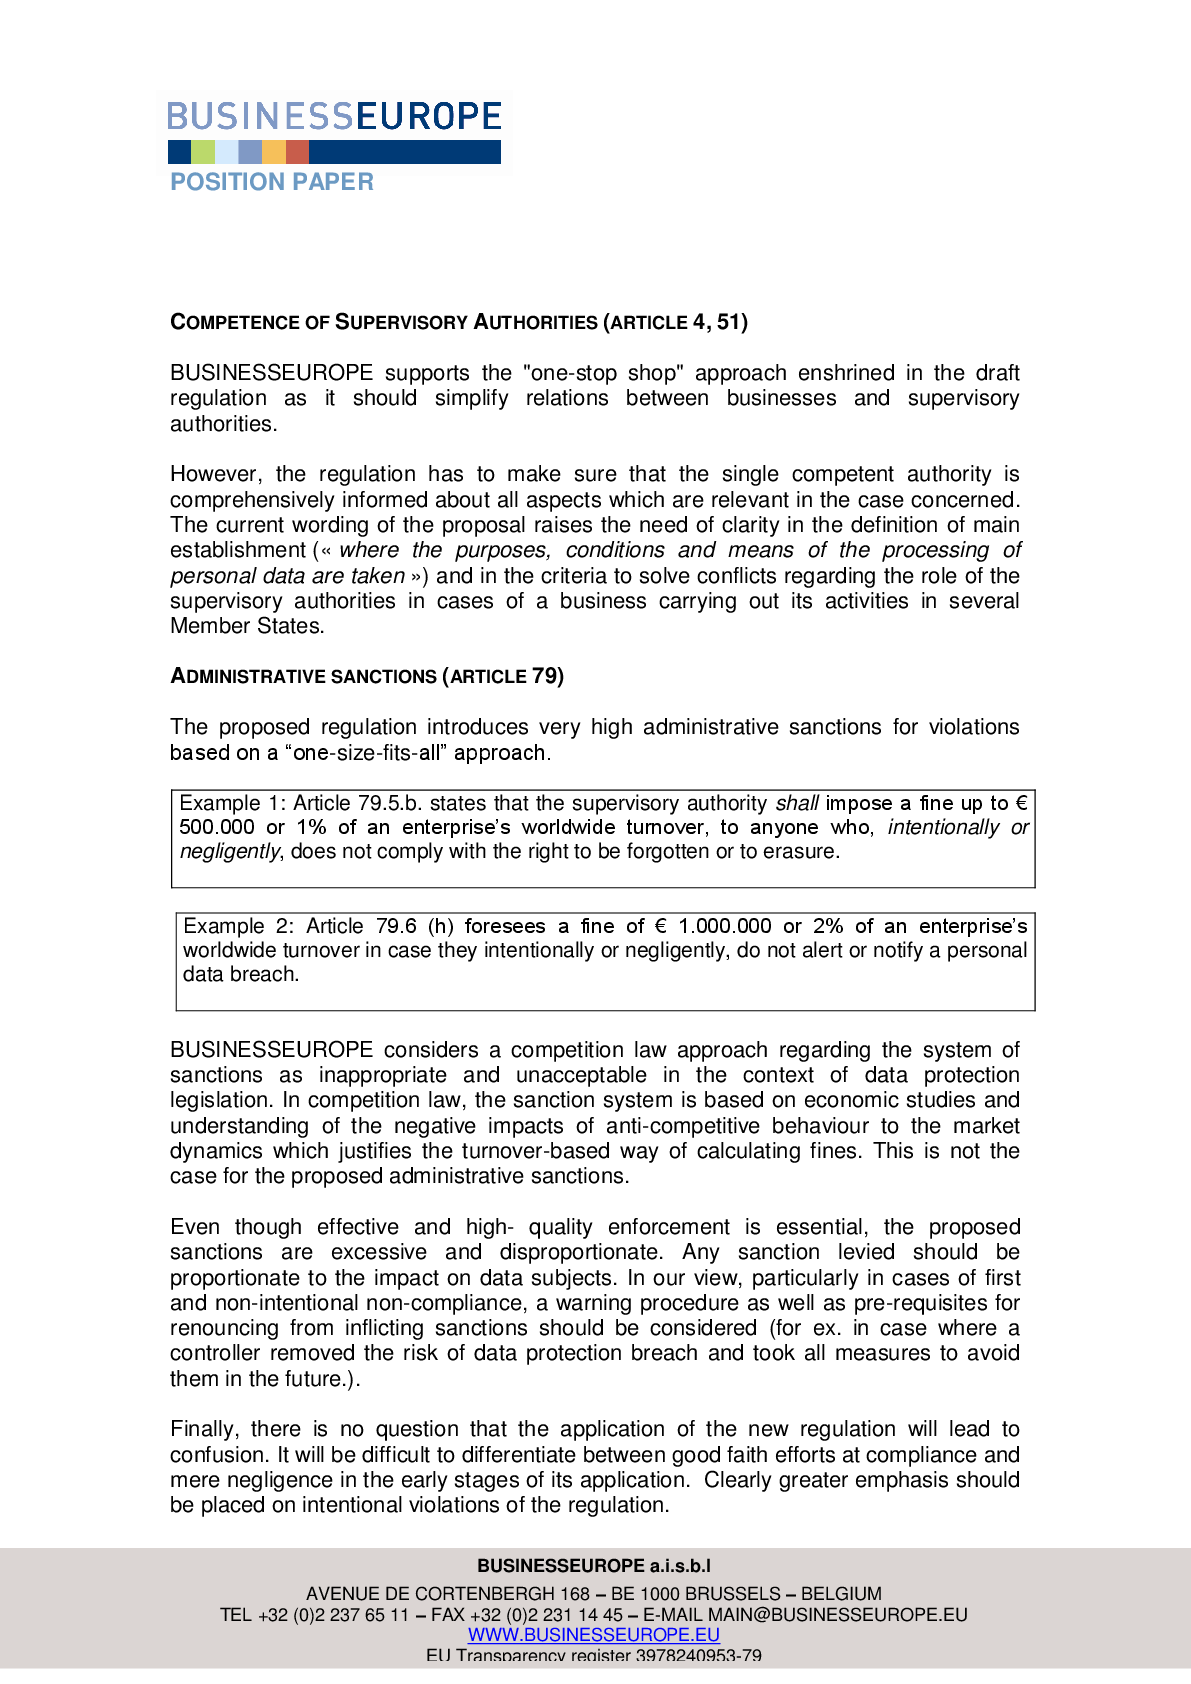 BUSINESSEUROPE
POSITION PAPER
COMPETENCE OF SUPERVISORY AUTHORITIES (ARTICLE 4, 51)
BUSINESSEUROPE supports the "one-stop shop" approach enshrined in the draft
regulation as it should simplify relations between businesses and supervisory
authorities.
However, the regulation has to make sure that the single competent authority is
comprehensively informed about all aspects which are relevant in the case concerned.
The current wording of the proposal raises the need of clarity in the definition of main
establishment (« where the purposes, conditions and means of the processing of
personal data are taken ») and in the criteria to solve conflicts regarding the role of the
supervisory authorities in cases of a business carrying out its activities in several
Member States.
ADMINISTRATIVE SANCTIONS (ARTICLE 79)
The proposed regulation introduces very high administrative sanctions for violations
based on a “one-size-fits-all” approach.
Example 1: Article 79.5.b. states that the supervisory authority shall impose a fine up to €
500.000 or 1% of an enterprise’s worldwide turnover, to anyone who, intentionally or
negligently, does not comply with the right to be forgotten or to erasure.
Example 2: Article 79.6 (h) foresees a fine of € 1.000.000 or 2% of an enterprise’s
worldwide turnover in case they intentionally or negligently, do not alert or notify a personal
data breach.
BUSINESSEUROPE considers a competition law approach regarding the system of
sanctions as inappropriate and unacceptable in the context of data protection
legislation. In competition law, the sanction system is based on economic studies and
understanding of the negative impacts of anti-competitive behaviour to the market
dynamics which justifies the turnover-based way of calculating fines. This is not the
case for the proposed administrative sanctions.
Even though effective and high- quality enforcement is essential, the proposed
sanctions are excessive and disproportionate. Any sanction levied should be
proportionate to the impact on data subjects. In our view, particularly in cases of first
and non-intentional non-compliance, a warning procedure as well as pre-requisites for
renouncing from inflicting sanctions should be considered (for ex. in case where a
controller removed the risk of data protection breach and took all measures to avoid
them in the future.).
Finally, there is no question that the application of the new regulation will lead to
confusion. It will be difficult to differentiate between good faith efforts at compliance and
mere negligence in the early stages of its application.  Clearly greater emphasis should
be placed on intentional violations of the regulation.
BUSINESSEUROPE a.i.s.b.l
AVENUE DE CORTENBERGH 168 – BE 1000 BRUSSELS – BELGIUM
TEL +32 (0)2 237 65 11 – FAX +32 (0)2 231 14 45 – E-MAIL MAIN@BUSINESSEUROPE.EU
WWW.BUSINESSEUROPE.EU
EU Transparency register 3978240953-79